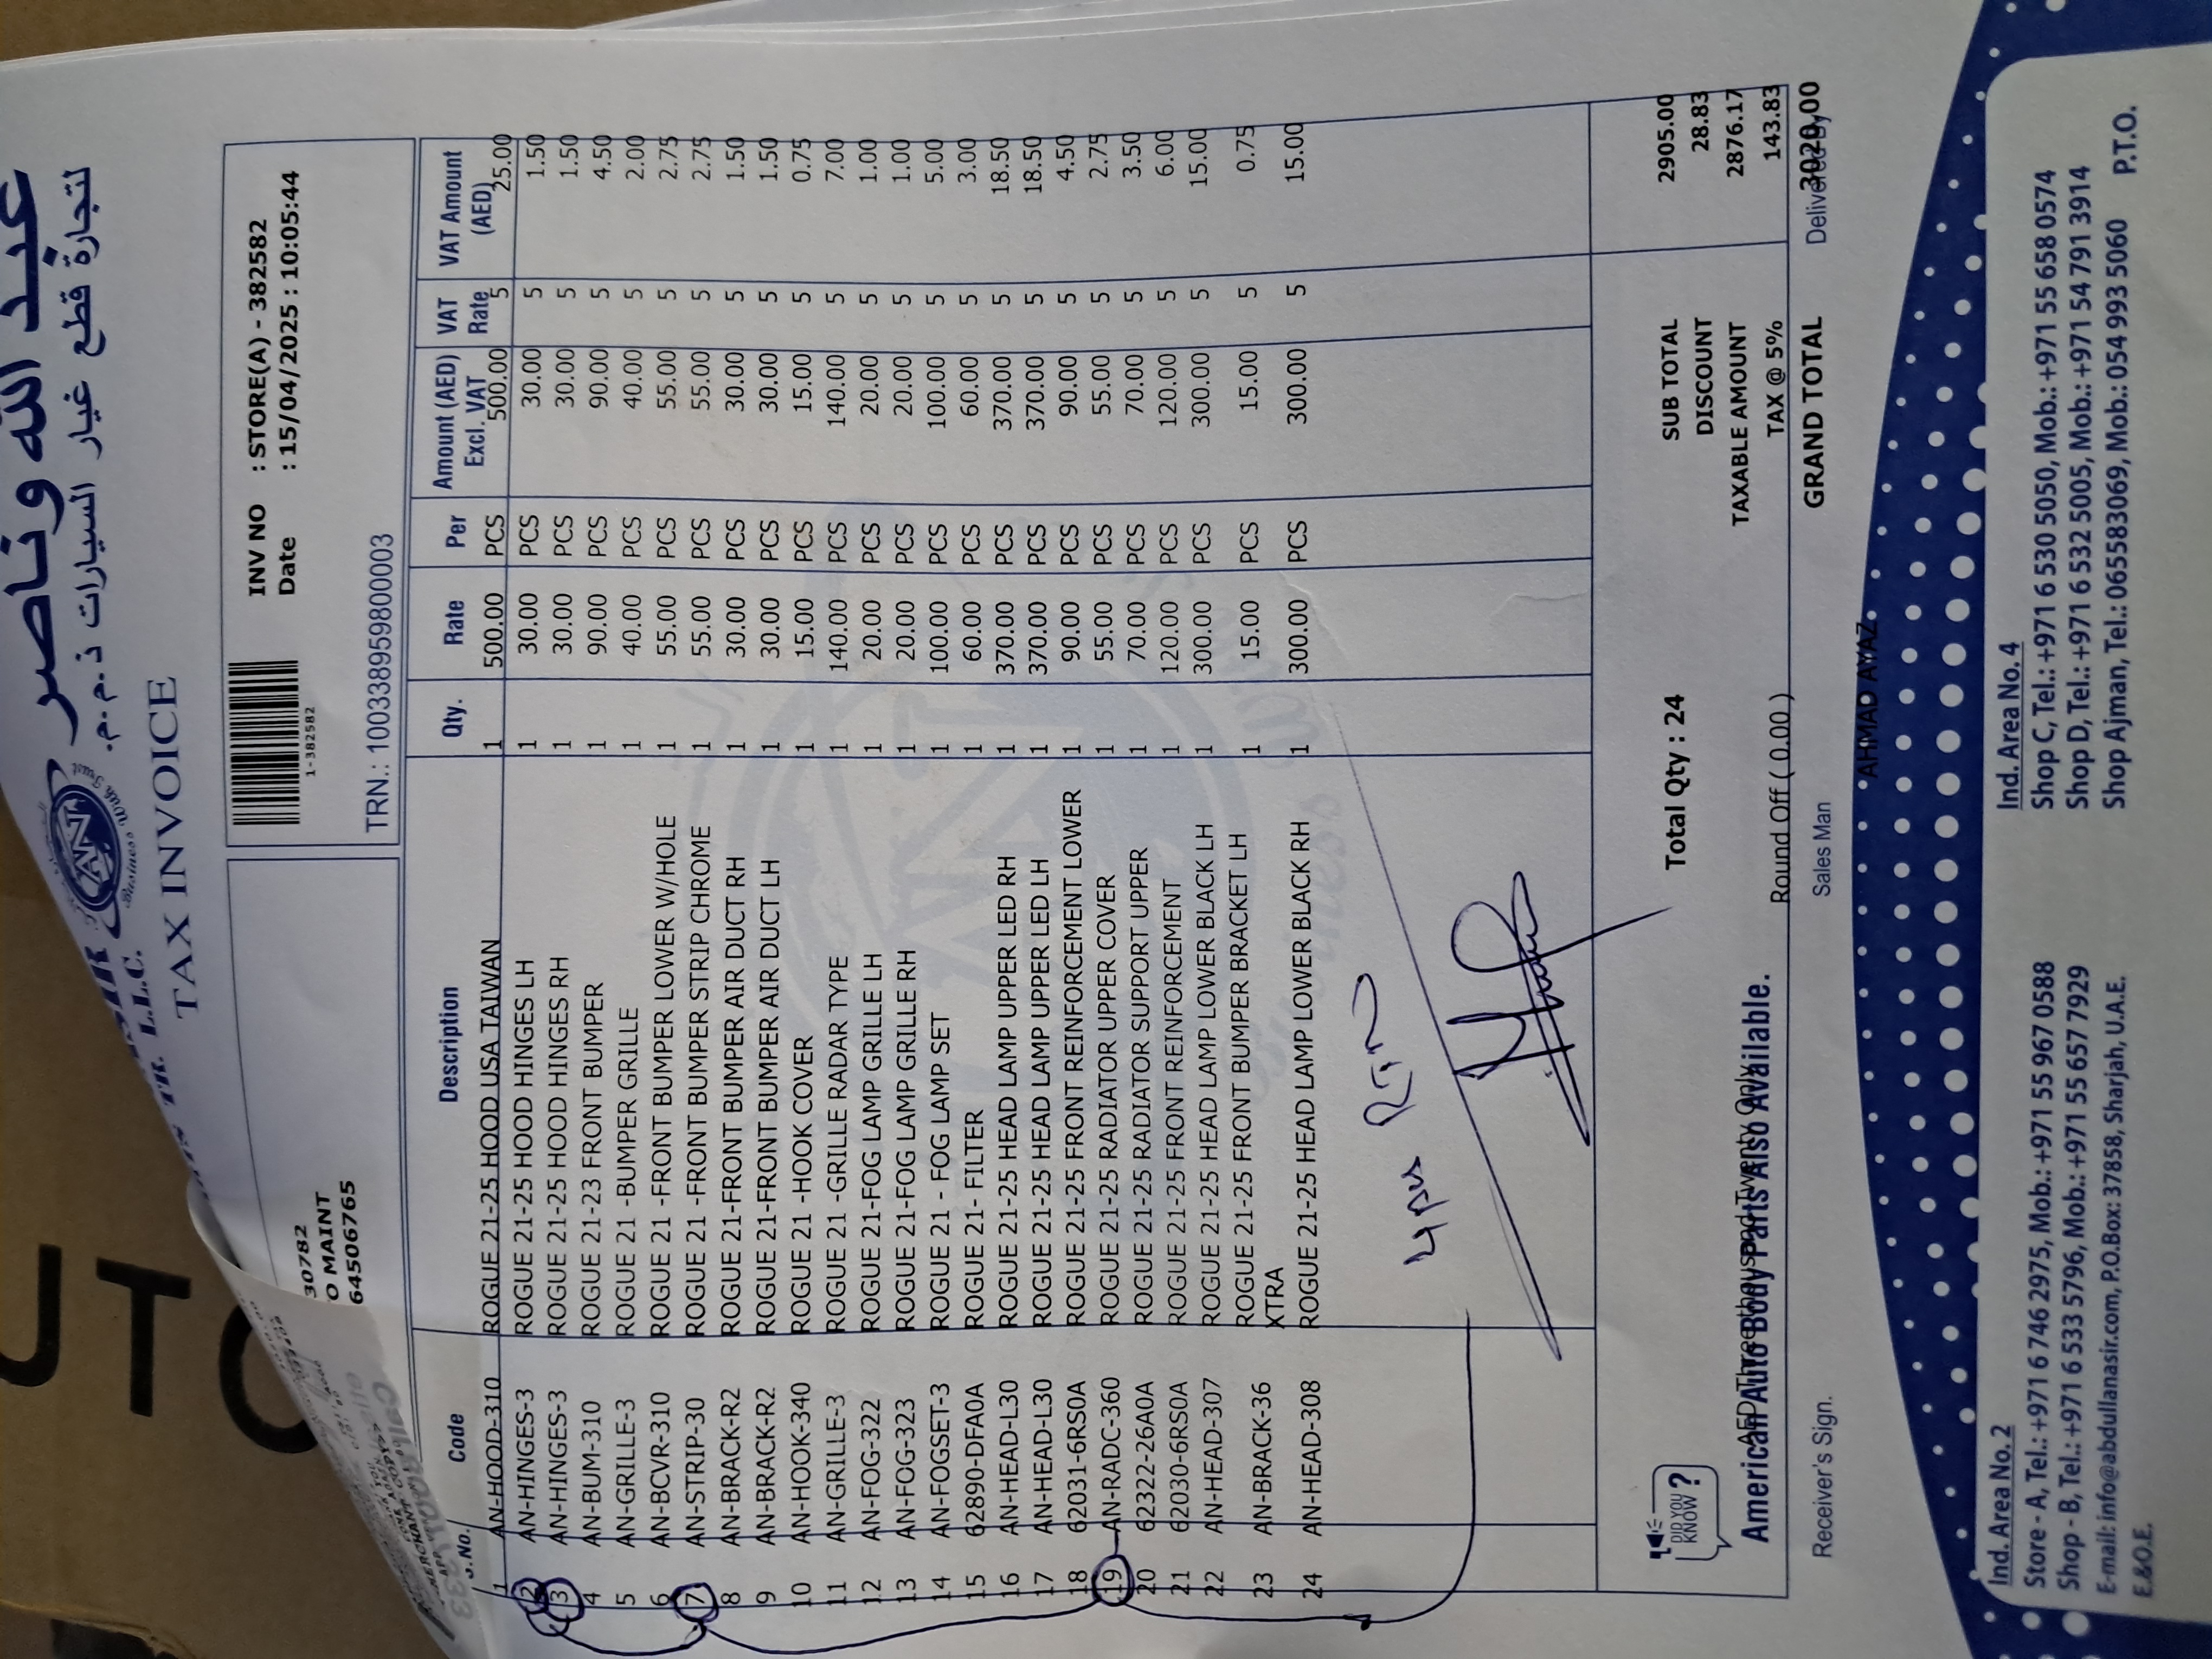 UTO
عبد الله وناصر
لتجارة قطع غيار السيارات ذ.م.م.
TR. L.L.C.
AN
Business With Trust
TAX INVOICE
30782
O MAINT
64506765
1-382582
INV NO : STORE(A) - 382582
Date : 15/04/2025 : 10:05:44
TRN.: 100338959800003
S.No. Code Description Qty. Rate Per Amount (AED) Excl. VAT VAT Rate VAT Amount (AED)
1 AN-HOOD-310 ROGUE 21-25 HOOD USA TAIWAN 1 500.00 PCS 500.00 5 25.00
2 AN-HINGES-3 ROGUE 21-25 HOOD HINGES LH 1 30.00 PCS 30.00 5 1.50
3 AN-HINGES-3 ROGUE 21-25 HOOD HINGES RH 1 30.00 PCS 30.00 5 1.50
4 AN-BUM-310 ROGUE 21-23 FRONT BUMPER 1 90.00 PCS 90.00 5 4.50
5 AN-GRILLE-3 ROGUE 21 -BUMPER GRILLE 1 40.00 PCS 40.00 5 2.00
6 AN-BCVR-310 ROGUE 21 -FRONT BUMPER LOWER W/HOLE 1 55.00 PCS 55.00 5 2.75
7 AN-STRIP-30 ROGUE 21 -FRONT BUMPER STRIP CHROME 1 55.00 PCS 55.00 5 2.75
8 AN-BRACK-R2 ROGUE 21-FRONT BUMPER AIR DUCT RH 1 30.00 PCS 30.00 5 1.50
9 AN-BRACK-R2 ROGUE 21-FRONT BUMPER AIR DUCT LH 1 30.00 PCS 30.00 5 1.50
10 AN-HOOK-340 ROGUE 21 -HOOK COVER 1 15.00 PCS 15.00 5 0.75
11 AN-GRILLE-3 ROGUE 21 -GRILLE RADAR TYPE 1 140.00 PCS 140.00 5 7.00
12 AN-FOG-322 ROGUE 21-FOG LAMP GRILLE LH 1 20.00 PCS 20.00 5 1.00
13 AN-FOG-323 ROGUE 21-FOG LAMP GRILLE RH 1 20.00 PCS 20.00 5 1.00
14 AN-FOGSET-3 ROGUE 21 - FOG LAMP SET 1 100.00 PCS 100.00 5 5.00
15 62890-DFA0A ROGUE 21- FILTER 1 60.00 PCS 60.00 5 3.00
16 AN-HEAD-L30 ROGUE 21-25 HEAD LAMP UPPER LED RH 1 370.00 PCS 370.00 5 18.50
17 AN-HEAD-L30 ROGUE 21-25 HEAD LAMP UPPER LED LH 1 370.00 PCS 370.00 5 18.50
18 62031-6RS0A ROGUE 21-25 FRONT REINFORCEMENT LOWER 1 90.00 PCS 90.00 5 4.50
19 AN-RADC-360 ROGUE 21-25 RADIATOR UPPER COVER 1 55.00 PCS 55.00 5 2.75
20 62322-26A0A ROGUE 21-25 RADIATOR SUPPORT UPPER 1 70.00 PCS 70.00 5 3.50
21 62030-6RS0A ROGUE 21-25 FRONT REINFORCEMENT 1 120.00 PCS 120.00 5 6.00
22 AN-HEAD-307 ROGUE 21-25 HEAD LAMP LOWER BLACK LH 1 300.00 PCS 300.00 5 15.00
23 AN-BRACK-36 ROGUE 21-25 FRONT BUMPER BRACKET LH 1 15.00 PCS 15.00 5 0.75
XTRA
24 AN-HEAD-308 ROGUE 21-25 HEAD LAMP LOWER BLACK RH 1 300.00 PCS 300.00 5 15.00
4 pcs
Total Qty : 24
SUB TOTAL 2905.00
DISCOUNT 28.83
TAXABLE AMOUNT 2876.17
TAX @ 5% 143.83
Round Off ( 0.00 )
GRAND TOTAL 3020.00
DID YOU KNOW ?
AED Three thousand Twenty Only
American Auto Body Parts Also Available.
Receiver's Sign. Sales Man Delivered By
AHMAD AYAZ
Ind. Area No. 2
Store - A, Tel.: +971 6 746 2975, Mob.: +971 55 967 0588
Shop - B, Tel.: +971 6 533 5796, Mob.: +971 55 657 7929
E-mail: info@abdullanasir.com, P.O.Box: 37858, Sharjah, U.A.E.
E.&O.E.
Ind. Area No. 4
Shop C, Tel.: +971 6 530 5050, Mob.: +971 55 658 0574
Shop D, Tel.: +971 6 532 5005, Mob.: +971 54 791 3914
Shop Ajman, Tel.: 065583069, Mob.: 054 993 5060
P.T.O.